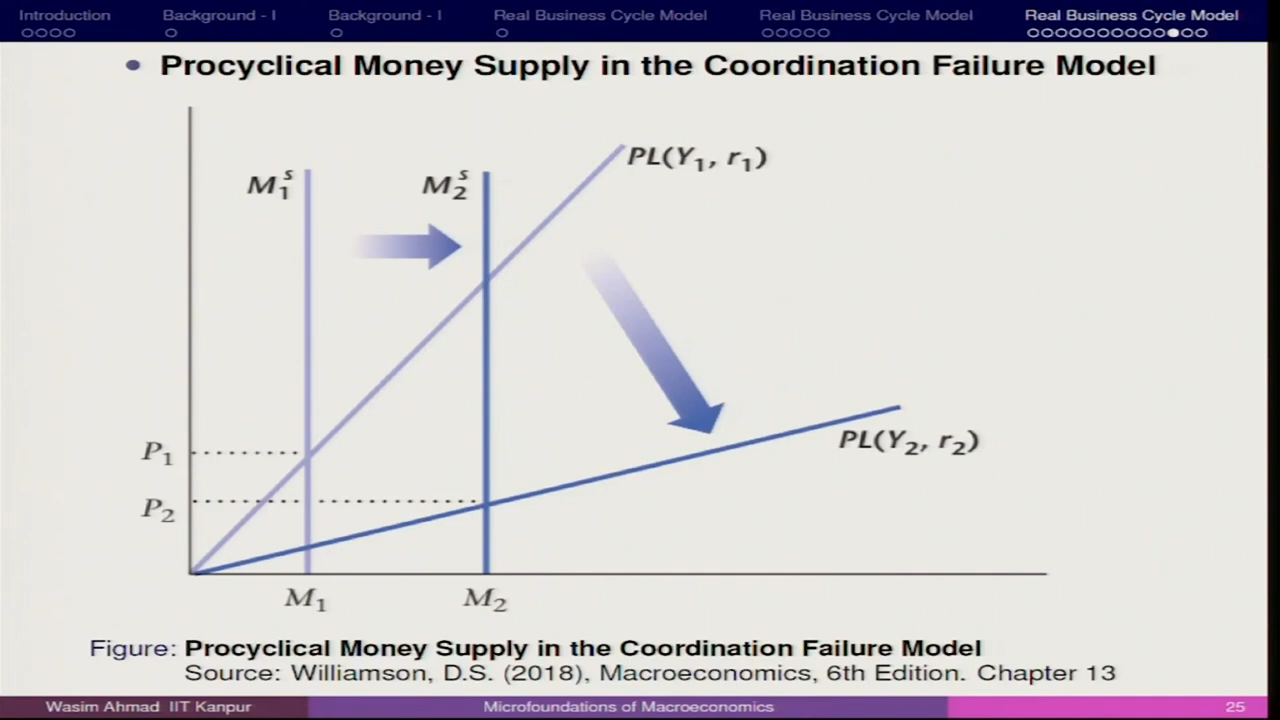 Introduction Background - I Background - I Real Business Cycle Model Real Business Cycle Model Real Business Cycle Model
• Procyclical Money Supply in the Coordination Failure Model
PL(Y₁, r₁)
M₁ˢ M₂ˢ
P₁
PL(Y₂, r₂)
P₂
M₁ M₂
Figure: Procyclical Money Supply in the Coordination Failure Model
Source: Williamson, D.S. (2018), Macroeconomics, 6th Edition. Chapter 13
Wasim Ahmad IIT Kanpur Microfoundations of Macroeconomics 25